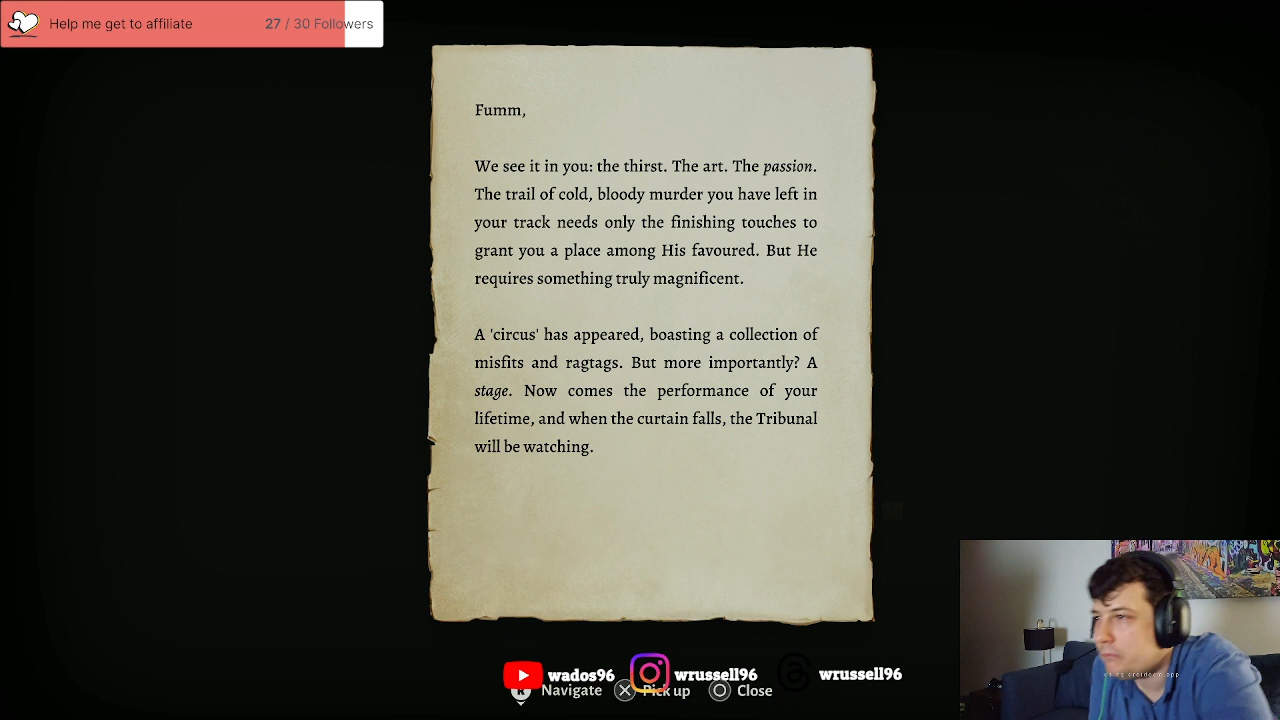 Help me get to affiliate 27 / 30 Followers
Fumm,
We see it in you: the thirst. The art. The passion.
The trail of cold, bloody murder you have left in
your track needs only the finishing touches to
grant you a place among His favoured. But He
requires something truly magnificent.
A 'circus' has appeared, boasting a collection of
misfits and ragtags. But more importantly? A
stage. Now comes the performance of your
lifetime, and when the curtain falls, the Tribunal
will be watching.
wados96 wrussell96 wrussell96
R Navigate Pick up Close